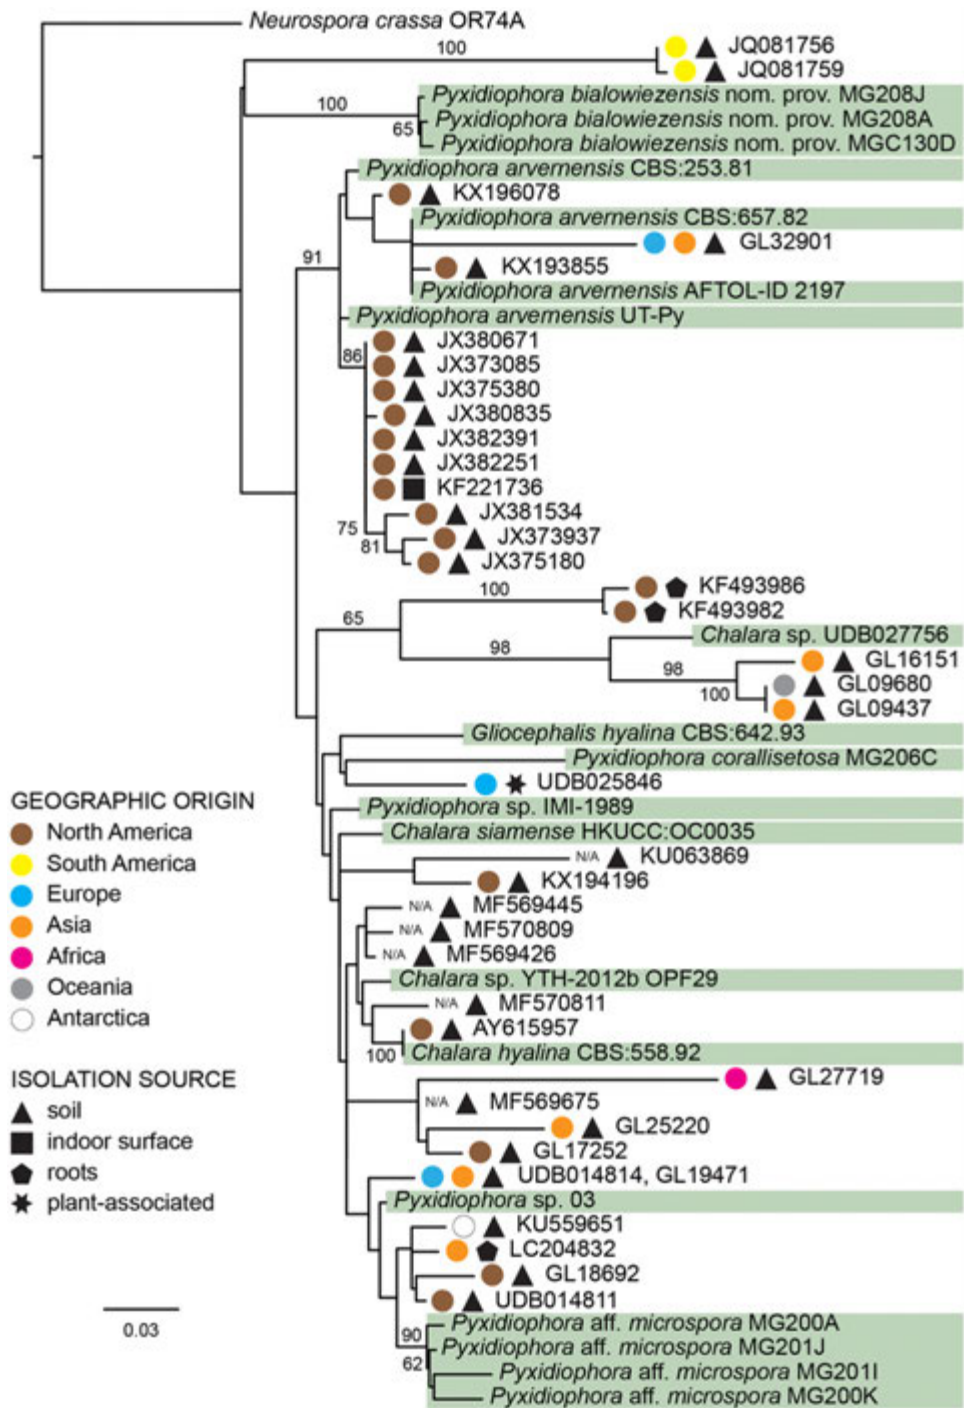 Neurospora crassa OR74A
100
JQ081756
JQ081759
100
Pyxidiophora bialowiezensis nom. prov. MG208J
65
Pyxidiophora bialowiezensis nom. prov. MG208A
Pyxidiophora bialowiezensis nom. prov. MGC130D
Pyxidiophora arvernensis CBS:253.81
KX196078
Pyxidiophora arvernensis CBS:657.82
GL32901
91
KX193855
Pyxidiophora arvernensis AFTOL-ID 2197
Pyxidiophora arvernensis UT-Py
86
JX380671
JX373085
JX375380
JX380835
JX382391
JX382251
KF221736
75
JX381534
81
JX373937
JX375180
100
KF493986
KF493982
65
Chalara sp. UDB027756
98
98
GL16151
100
GL09680
GL09437
Gliocephalis hyalina CBS:642.93
Pyxidiophora corallisetosa MG206C
UDB025846
Pyxidiophora sp. IMI-1989
Chalara siamense HKUCC:OC0035
N/A KU063869
KX194196
N/A MF569445
N/A MF570809
N/A MF569426
Chalara sp. YTH-2012b OPF29
N/A MF570811
AY615957
100
Chalara hyalina CBS:558.92
GL27719
N/A MF569675
GL25220
GL17252
UDB014814, GL19471
Pyxidiophora sp. 03
KU559651
LC204832
GL18692
UDB014811
90
Pyxidiophora aff. microspora MG200A
62
Pyxidiophora aff. microspora MG201J
Pyxidiophora aff. microspora MG201I
Pyxidiophora aff. microspora MG200K
GEOGRAPHIC ORIGIN
North America
South America
Europe
Asia
Africa
Oceania
Antarctica
ISOLATION SOURCE
soil
indoor surface
roots
plant-associated
0.03